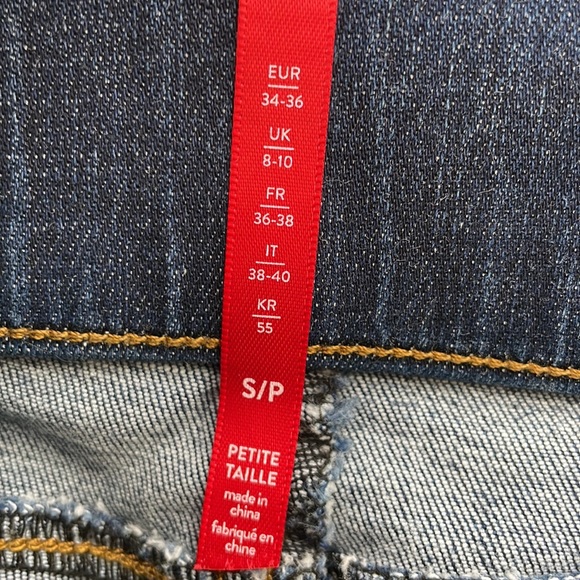 EUR
34-36
UK
8-10
FR
36-38
IT
38-40
KR
55
S/P
PETITE
TAILLE
made in
china
fabriqué en
chine